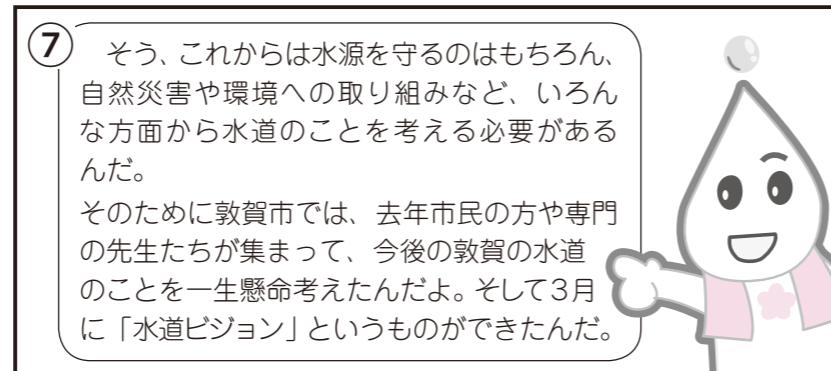 ⑦
そう、これからは水源を守るのはもちろん、
自然災害や環境への取り組みなど、いろん
な方面から水道のことを考える必要がある
んだ。
そのために敦賀市では、去年市民の方や専門
の先生たちが集まって、今後の敦賀の水道
のことを一生懸命考えたんだよ。そして３月
に「水道ビジョン」というものができたんだ。